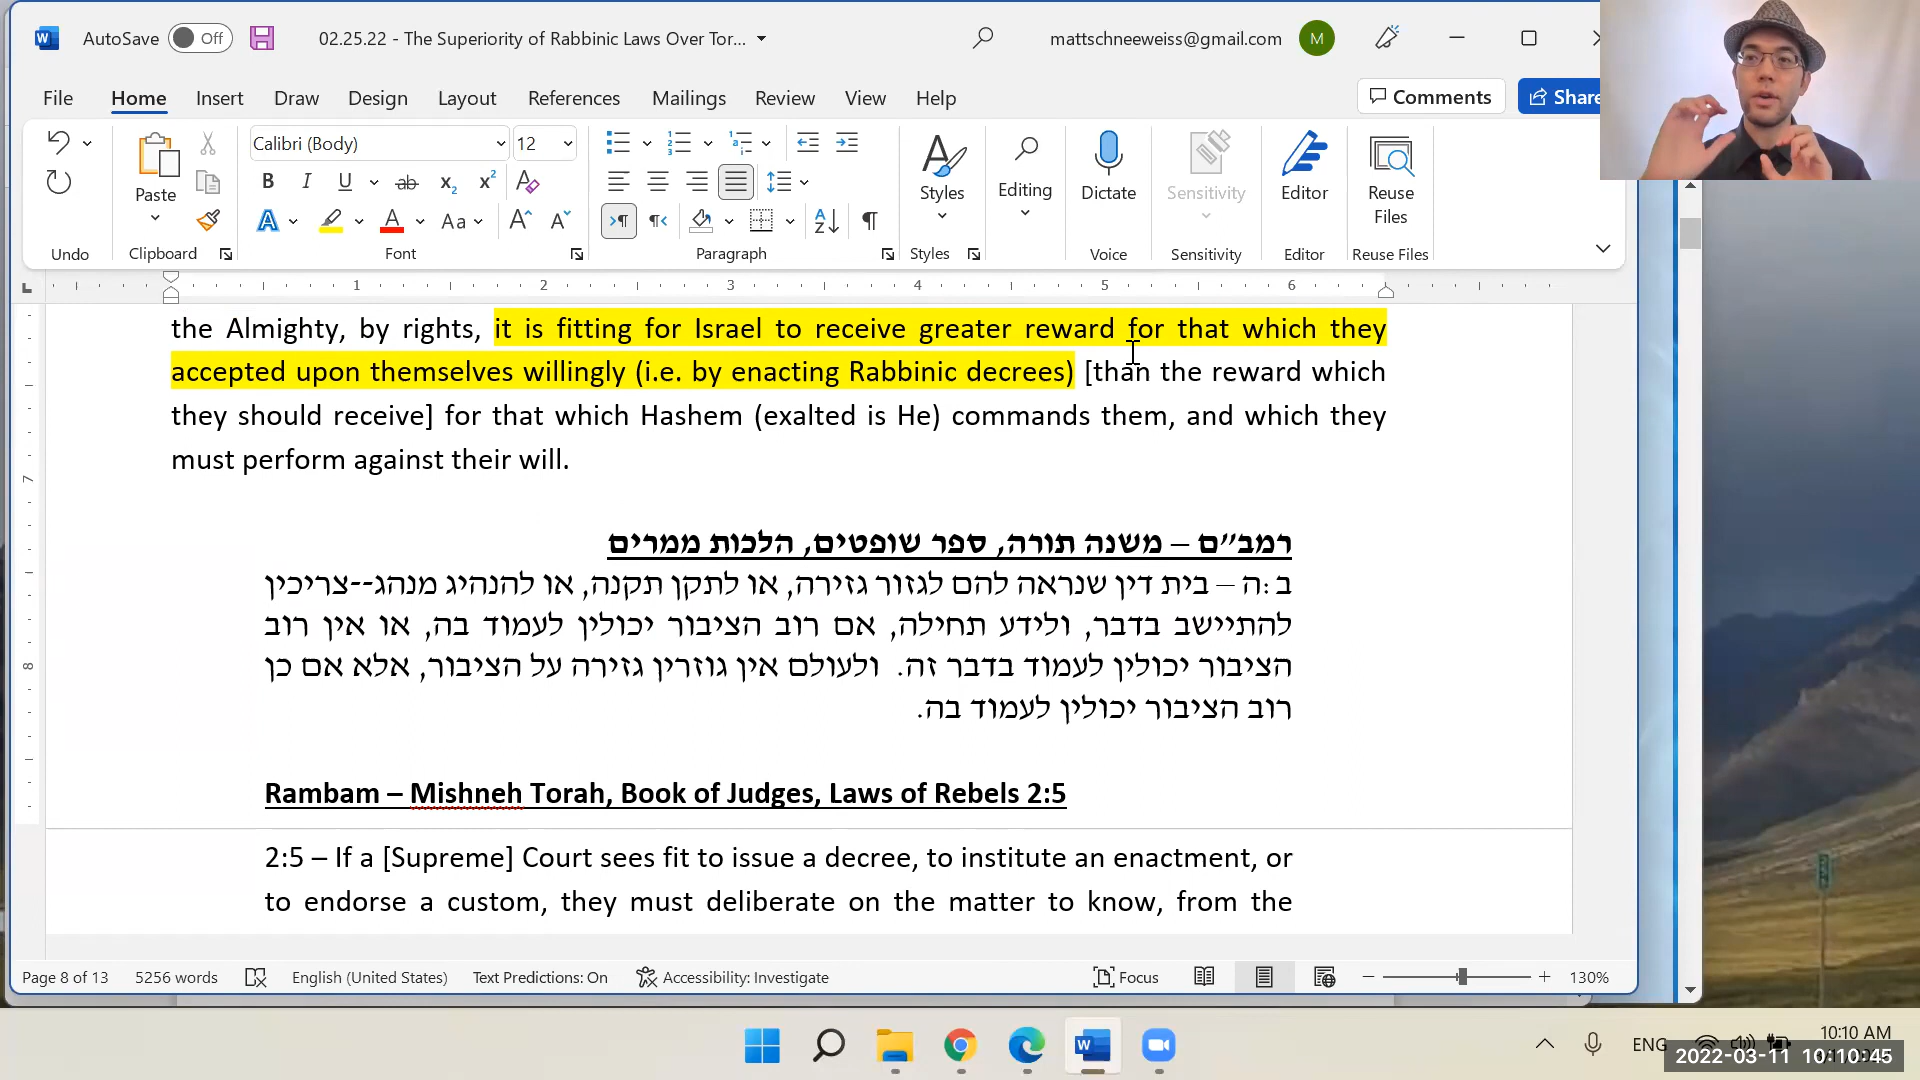 AutoSave Off 02.25.22 - The Superiority of Rabbinic Laws Over Tor... mattschneeweiss@gmail.com M
File Home Insert Draw Design Layout References Mailings Review View Help Comments Share
Calibri (Body) 12
Paste Styles Editing Dictate Sensitivity Editor Reuse Files
Undo Clipboard Font Paragraph Styles Voice Sensitivity Editor Reuse Files
1 2 3 4 5 6
the Almighty, by rights, it is fitting for Israel to receive greater reward for that which they
accepted upon themselves willingly (i.e. by enacting Rabbinic decrees) [than the reward which
they should receive] for that which Hashem (exalted is He) commands them, and which they
must perform against their will.
7
רמב״ם – משנה תורה, ספר שופטים, הלכות ממרים
ב :ה – בית דין שנראה להם לגזור גזירה, או לתקן תקנה, או להנהיג מנהג--צריכין
להתיישב בדבר, ולידע תחילה, אם רוב הציבור יכולין לעמוד בה, או אין רוב
8
הציבור יכולין לעמוד בדבר זה. ולעולם אין גוזרין גזירה על הציבור, אלא אם כן
רוב הציבור יכולין לעמוד בה.
Rambam – Mishneh Torah, Book of Judges, Laws of Rebels 2:5
2:5 – If a [Supreme] Court sees fit to issue a decree, to institute an enactment, or
to endorse a custom, they must deliberate on the matter to know, from the
Page 8 of 13 5256 words English (United States) Text Predictions: On Accessibility: Investigate Focus 130%
ENG 10:10 AM
2022-03-11 10:10:45